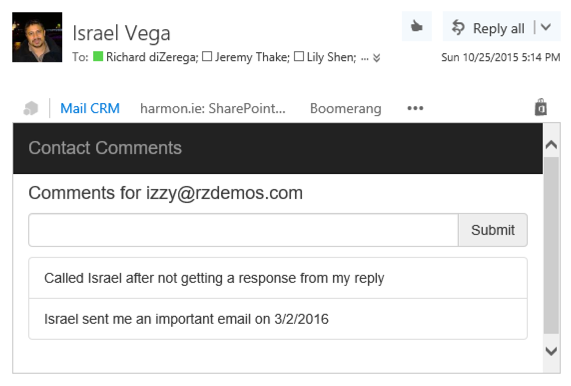 Israel Vega
Reply all
To: Richard diZerega; Jeremy Thake; Lily Shen; ...
Sun 10/25/2015 5:14 PM
Mail CRM harmon.ie: SharePoint... Boomerang •••
Contact Comments
Comments for izzy@rzdemos.com
Submit
Called Israel after not getting a response from my reply
Israel sent me an important email on 3/2/2016